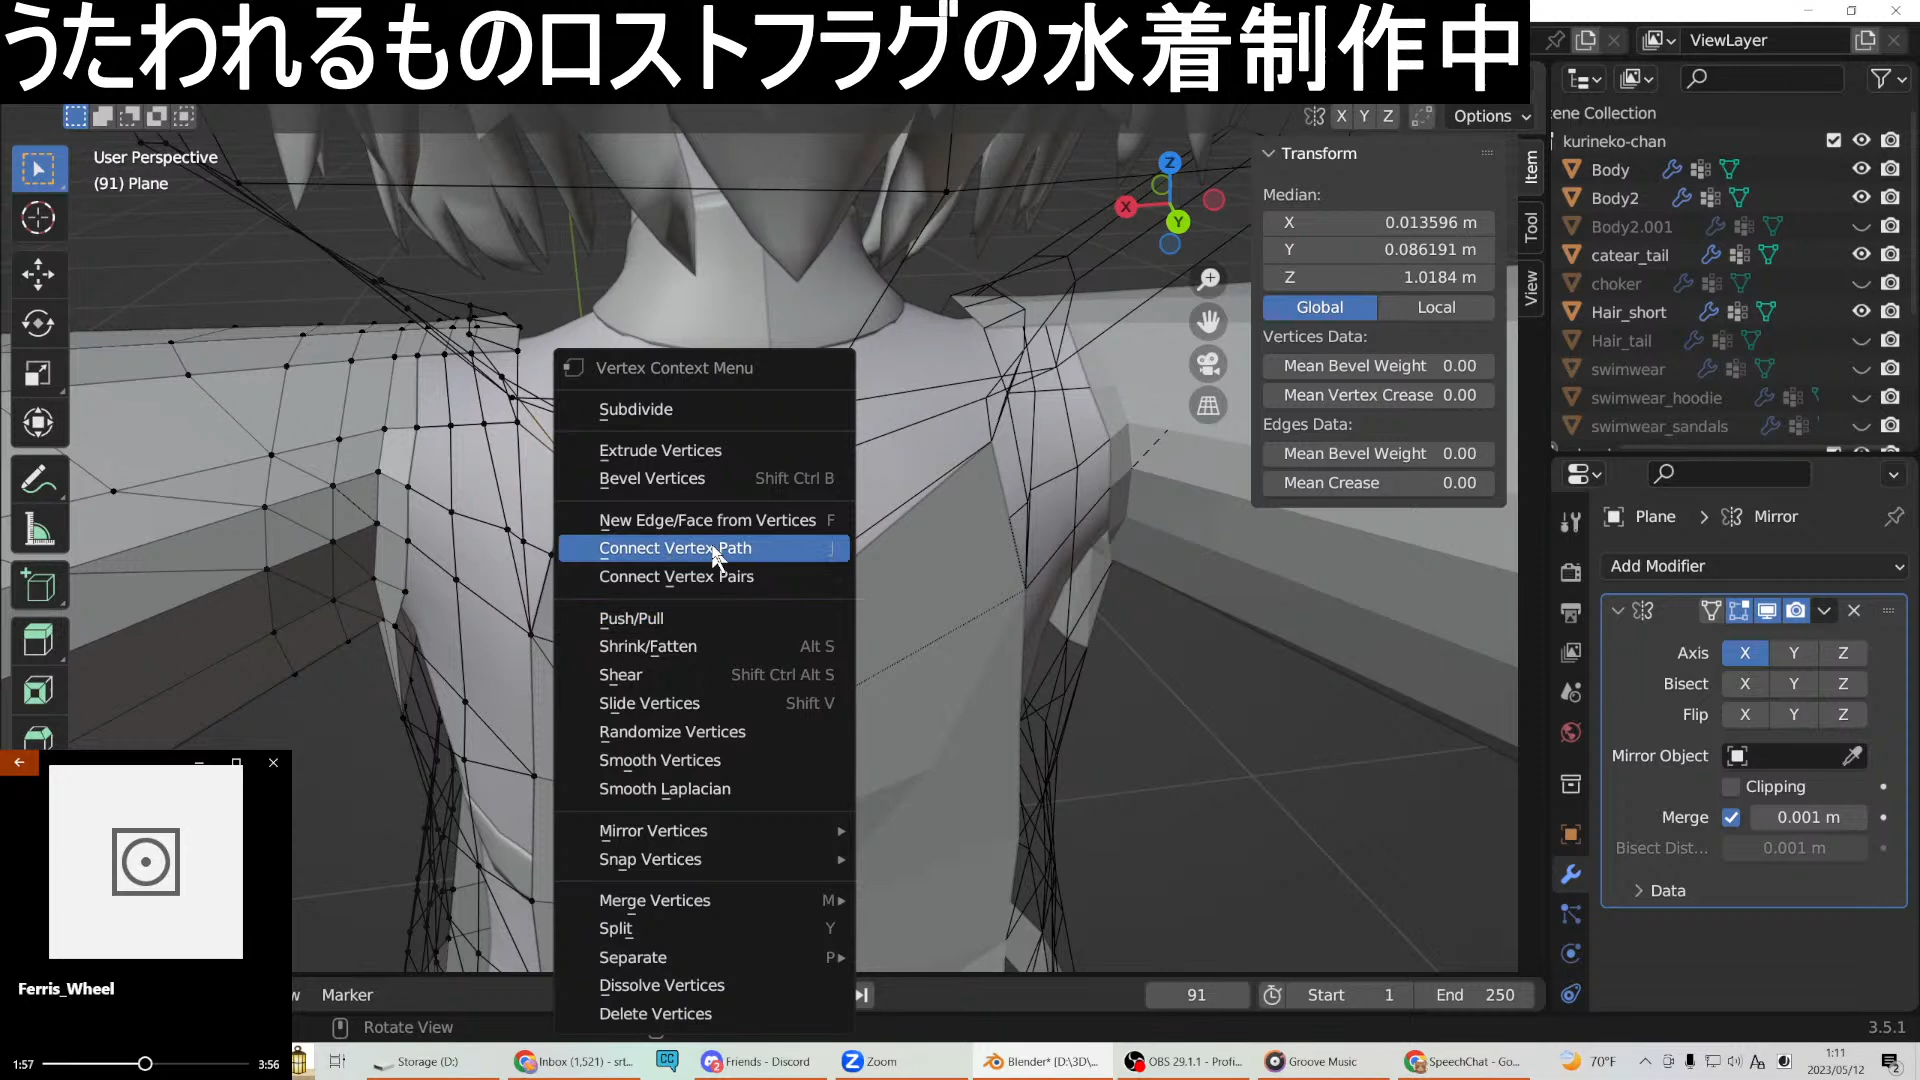 うたわれるものロストフラグの水着制作中
ViewLayer
X
Y
Z
Options
User Perspective
(91) Plane
Z
X
Y
Transform
Median:
X 0.013596 m
Y 0.086191 m
Z 1.0184 m
Global Local
Vertices Data:
Mean Bevel Weight 0.00
Mean Vertex Crease 0.00
Edges Data:
Mean Bevel Weight 0.00
Mean Crease 0.00
Item
Tool
View
cene Collection
kurineko-chan
Body
Body2
Body2.001
catear_tail
choker
Hair_short
Hair_tail
swimwear
swimwear_hoodie
swimwear_sandals
Plane > Mirror
Add Modifier
Axis X Y Z
Bisect X Y Z
Flip X Y Z
Mirror Object
Clipping
Merge 0.001 m
Bisect Dist... 0.001 m
Data
Vertex Context Menu
Subdivide
Extrude Vertices
Bevel Vertices Shift Ctrl B
New Edge/Face from Vertices F
Connect Vertex Path J
Connect Vertex Pairs
Push/Pull
Shrink/Fatten Alt S
Shear Shift Ctrl Alt S
Slide Vertices Shift V
Randomize Vertices
Smooth Vertices
Smooth Laplacian
Mirror Vertices
Snap Vertices
Merge Vertices M
Split Y
Separate P
Dissolve Vertices
Delete Vertices
Ferris_Wheel
1:57
3:56
w Marker
91
Start 1
End 250
Rotate View
3.5.1
Storage (D:)
Inbox (1,521) - srt...
CC
Friends - Discord
Zoom
Blender* [D:\3D\...
OBS 29.1.1 - Profi...
Groove Music
SpeechChat - Go...
70°F
A
1:11
2023/05/12
2